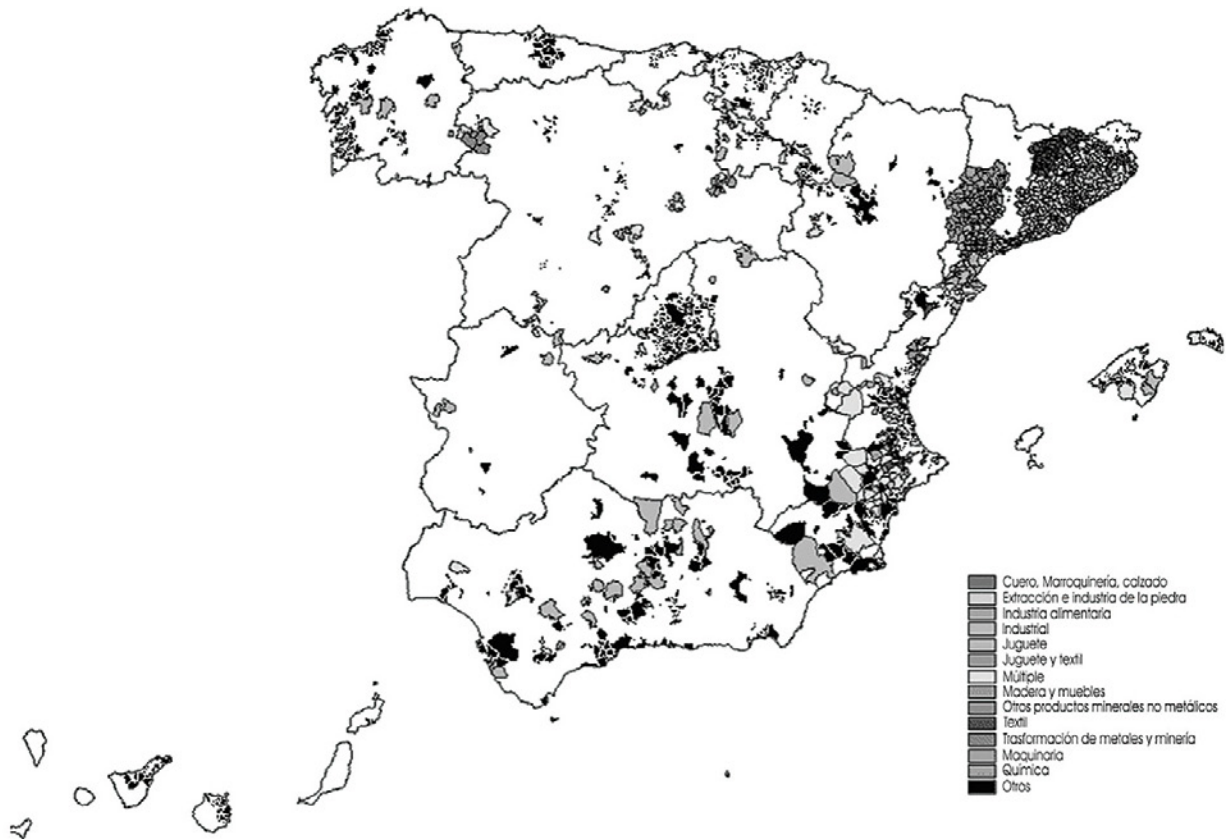 Cuero, Marroquinería, calzado
Extracción e industria de la piedra
Industria alimentaria
Industrial
Juguete
Juguete y textil
Múltiple
Madera y muebles
Otros productos minerales no metálicos
Textil
Trasformación de metales y minería
Maquinaria
Química
Otros